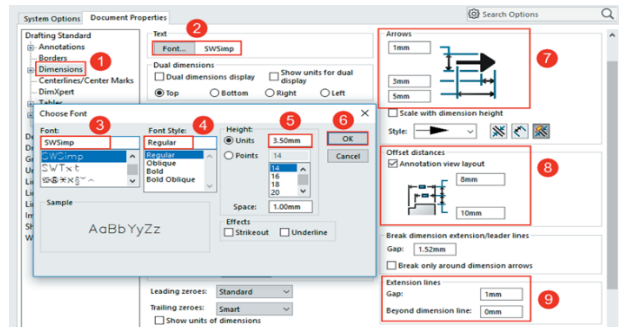 System Options Document Properties
Search Options
Drafting Standard
Annotations
Borders
Dimensions
Centerlines/Center Marks
DimXpert
Tables
1
Text
2
Font... SWSimp
Dual dimensions
Dual dimensions display
Show units for dual display
Top Bottom Right Left
Choose Font
3
4
5
6
Font:
SWSimp
SWSimp
SWTxt
Font Style:
Regular
Regular
Oblique
Bold
Bold Oblique
Height:
Units 3.50mm
Points 14
14
16
18
20
Space: 1.00mm
OK
Cancel
Sample
AaBbYyZz
Effects
Strikeout Underline
Leading zeroes: Standard
Trailing zeroes: Smart
Show units of dimensions
Arrows
1mm
3mm
5mm
7
Scale with dimension height
Style:
Offset distances
Annotation view layout
8mm
10mm
8
Break dimension extension/leader lines
Gap: 1.52mm
Break only around dimension arrows
Extension lines
Gap: 1mm
Beyond dimension line: 0mm
9